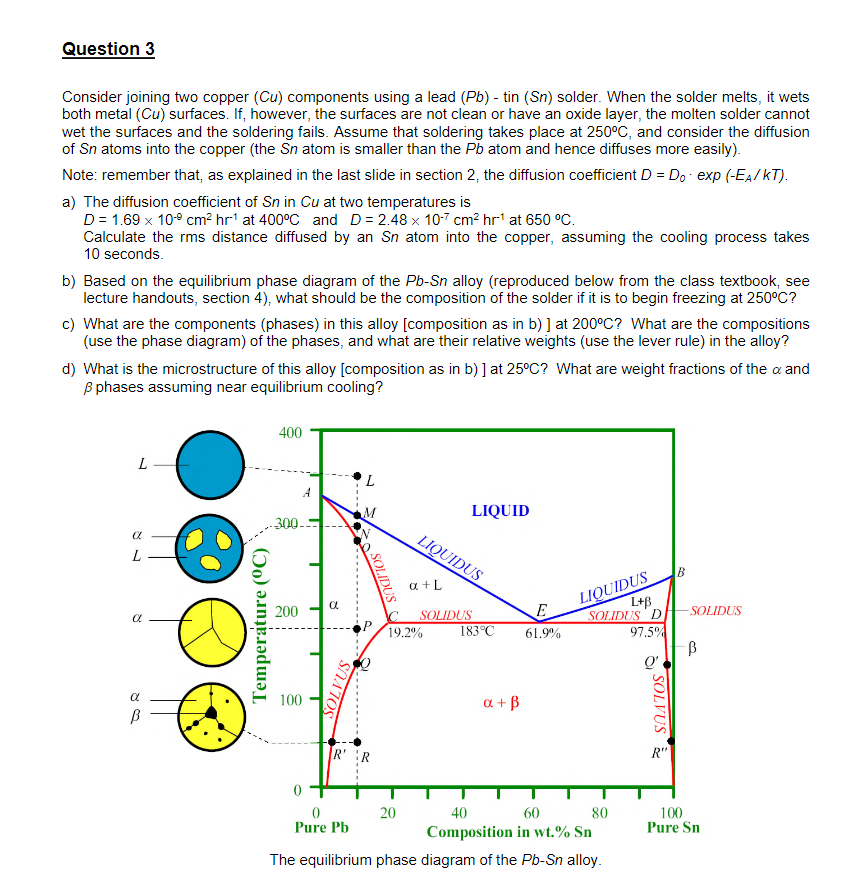 Question 3
Consider joining two copper (Cu) components using a lead (Pb) - tin (Sn) solder. When the solder melts, it wets
both metal (Cu) surfaces. If, however, the surfaces are not clean or have an oxide layer, the molten solder cannot
wet the surfaces and the soldering fails. Assume that soldering takes place at 250ºC, and consider the diffusion
of Sn atoms into the copper (the Sn atom is smaller than the Pb atom and hence diffuses more easily).
Note: remember that, as explained in the last slide in section 2, the diffusion coefficient D = D₀ · exp (-E_A / kT).
a) The diffusion coefficient of Sn in Cu at two temperatures is
D = 1.69 × 10⁻⁹ cm² hr⁻¹ at 400ºC and D = 2.48 × 10⁻⁷ cm² hr⁻¹ at 650 ºC.
Calculate the rms distance diffused by an Sn atom into the copper, assuming the cooling process takes
10 seconds.
b) Based on the equilibrium phase diagram of the Pb-Sn alloy (reproduced below from the class textbook, see
lecture handouts, section 4), what should be the composition of the solder if it is to begin freezing at 250ºC?
c) What are the components (phases) in this alloy [composition as in b) ] at 200ºC? What are the compositions
(use the phase diagram) of the phases, and what are their relative weights (use the lever rule) in the alloy?
d) What is the microstructure of this alloy [composition as in b) ] at 25ºC? What are weight fractions of the α and
β phases assuming near equilibrium cooling?
400
L
L
A
LIQUID
M
300
N
O
α
L
LIQUIDUS
SOLIDUS
α + L
LIQUIDUS
B
L+β
200
α
C
SOLIDUS
E
SOLIDUS
D
SOLIDUS
α
P
19.2%
183°C
61.9%
97.5%
β
Temperature (ºC)
Q
Q'
SOLVUS
SOLVUS
α
β
100
α + β
R'
R
R"
0
0
20
40
60
80
100
Pure Pb
Composition in wt.% Sn
Pure Sn
The equilibrium phase diagram of the Pb-Sn alloy.